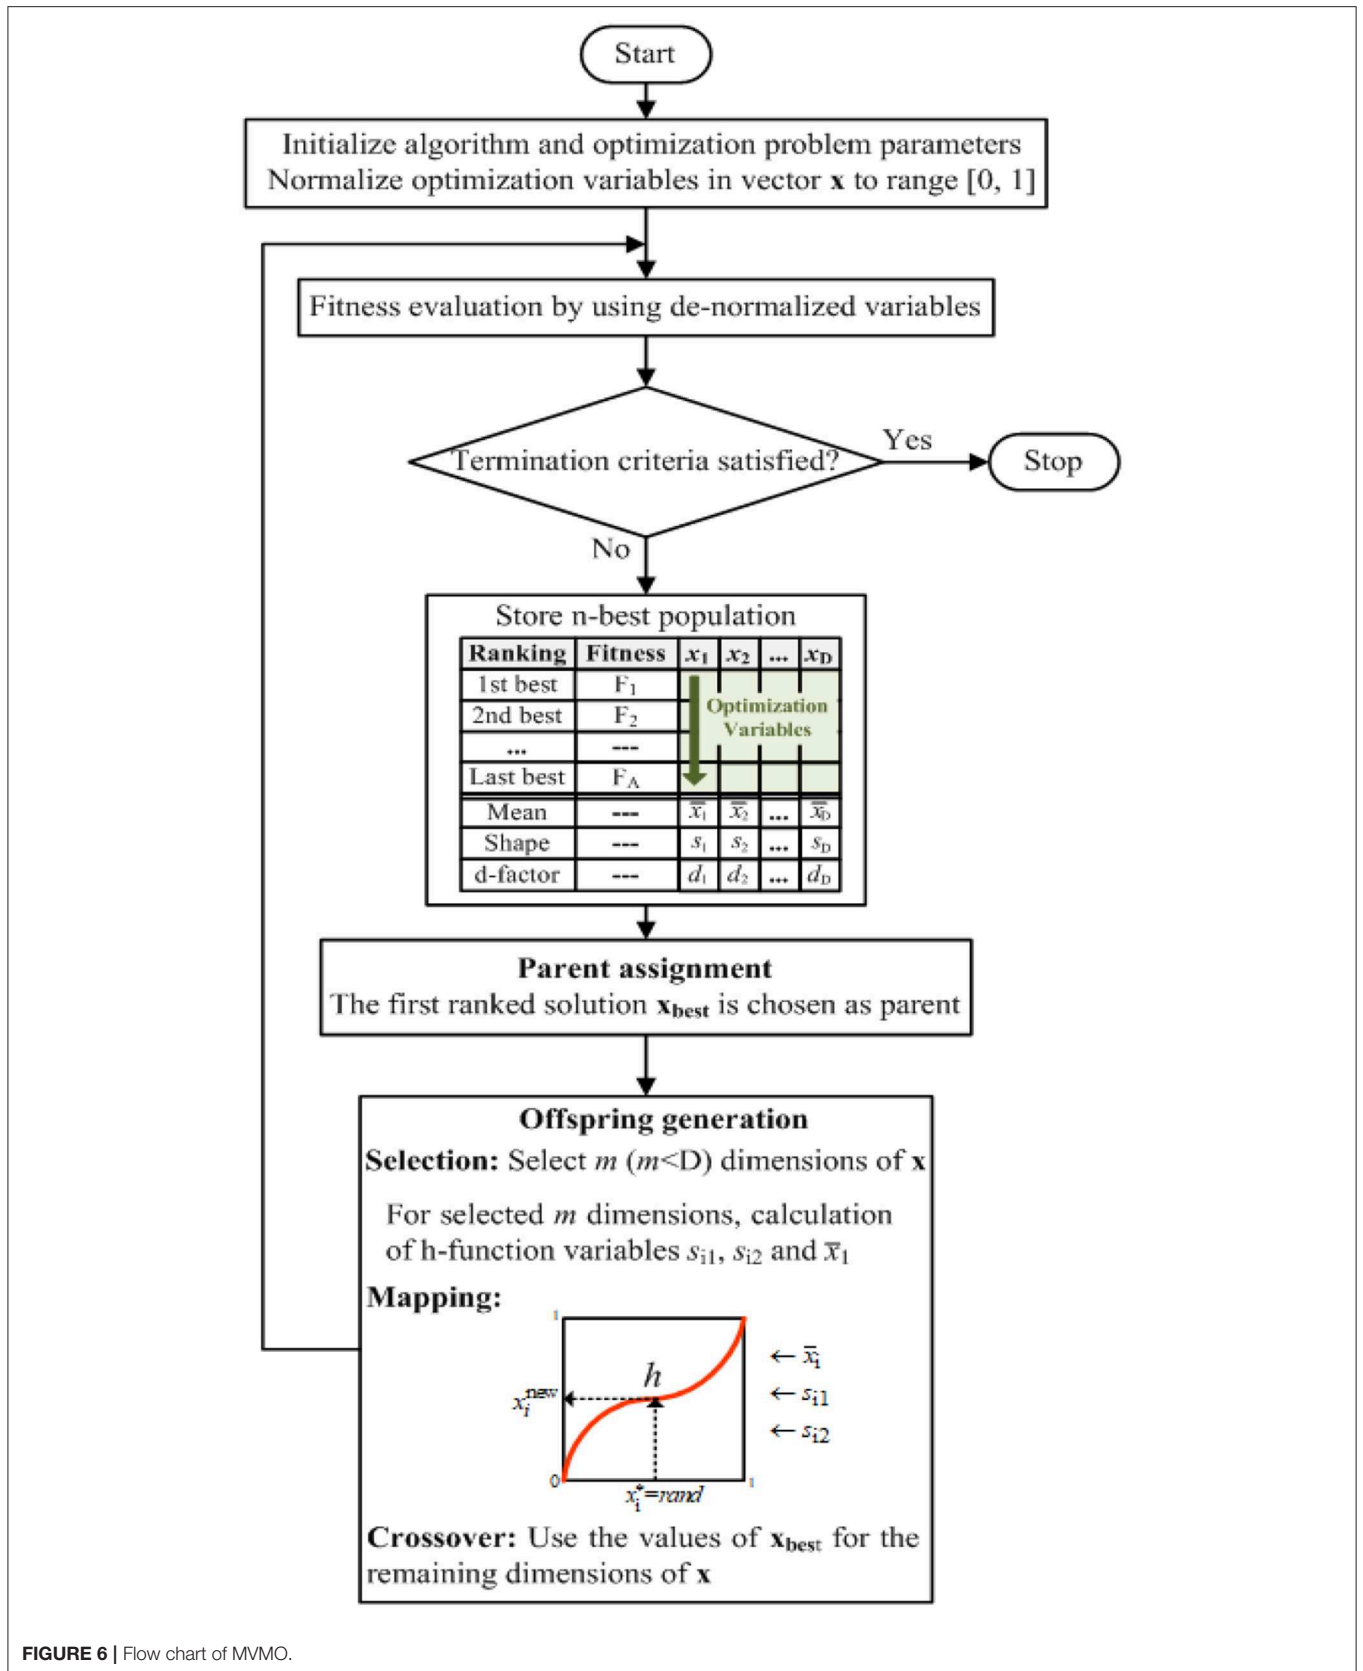 Start
Initialize algorithm and optimization problem parameters
Normalize optimization variables in vector x to range [0, 1]
Fitness evaluation by using de-normalized variables
Termination criteria satisfied?
Yes
Stop
No
Store n-best population
Ranking Fitness x1 x2 ... xD
1st best F1
2nd best F2
... ---
Last best FA
Optimization
Variables
Mean --- x̄1 x̄2 ... x̄D
Shape --- s1 s2 ... sD
d-factor --- d1 d2 ... dD
Parent assignment
The first ranked solution xbest is chosen as parent
Offspring generation
Selection: Select m (m<D) dimensions of x
For selected m dimensions, calculation
of h-function variables si1, si2 and x̄1
Mapping:
1
h
xi^new
0
1
xi*=rand
← x̄i
← si1
← si2
Crossover: Use the values of xbest for the
remaining dimensions of x
FIGURE 6 | Flow chart of MVMO.